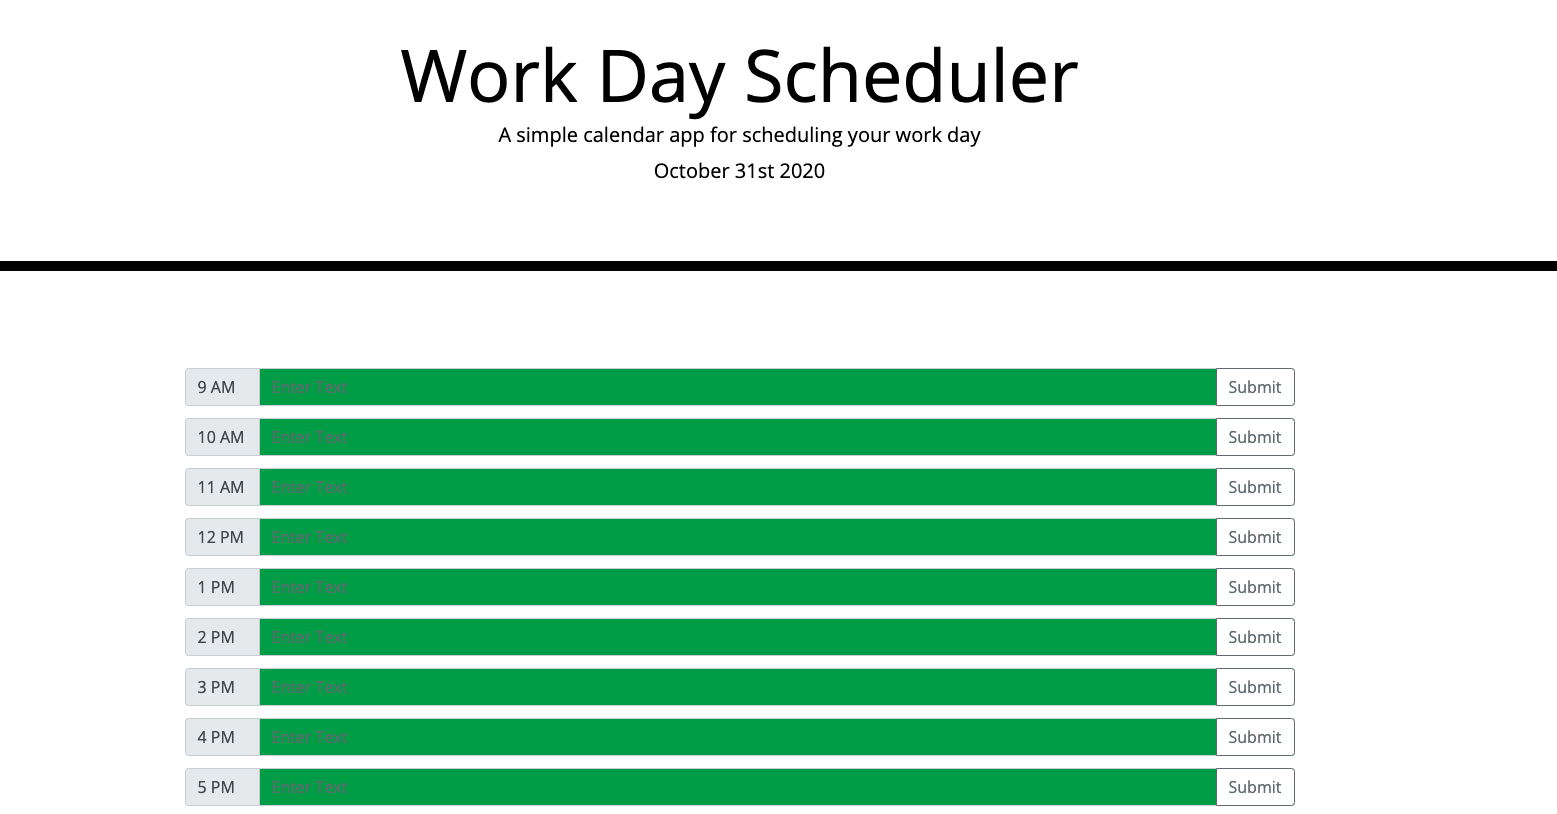 Work Day Scheduler
A simple calendar app for scheduling your work day
October 31st 2020
9 AM Enter Text Submit
10 AM Enter Text Submit
11 AM Enter Text Submit
12 PM Enter Text Submit
1 PM Enter Text Submit
2 PM Enter Text Submit
3 PM Enter Text Submit
4 PM Enter Text Submit
5 PM Enter Text Submit